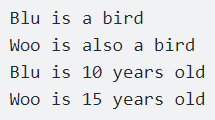 Blu is a bird
Woo is also a bird
Blu is 10 years old
Woo is 15 years old